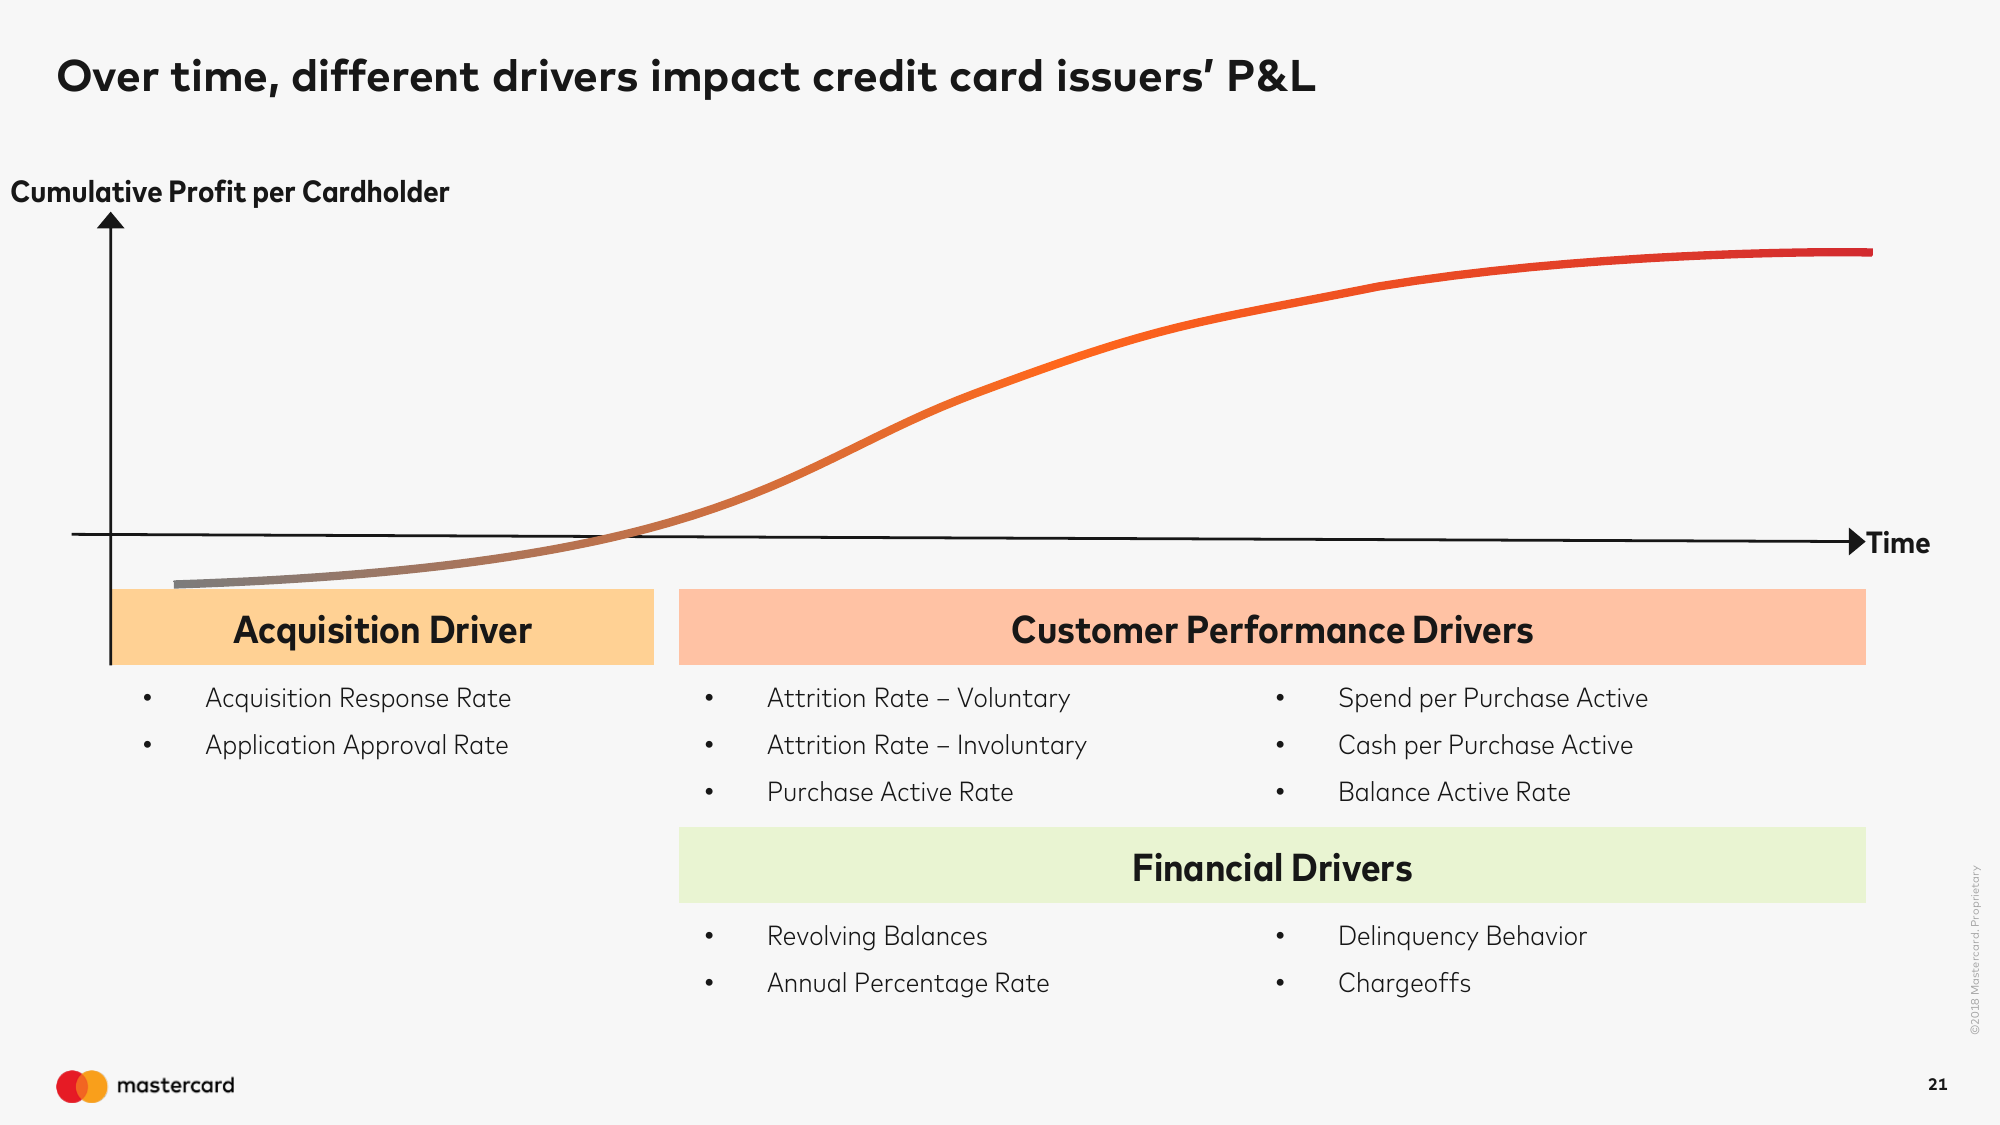 Over time, different drivers impact credit card issuers’ P&L
Cumulative Profit per Cardholder
Time
Acquisition Driver
• Acquisition Response Rate
• Application Approval Rate
Customer Performance Drivers
• Attrition Rate – Voluntary
• Attrition Rate – Involuntary
• Purchase Active Rate
• Spend per Purchase Active
• Cash per Purchase Active
• Balance Active Rate
Financial Drivers
• Revolving Balances
• Annual Percentage Rate
• Delinquency Behavior
• Chargeoffs
©2018 Mastercard. Proprietary
mastercard
21